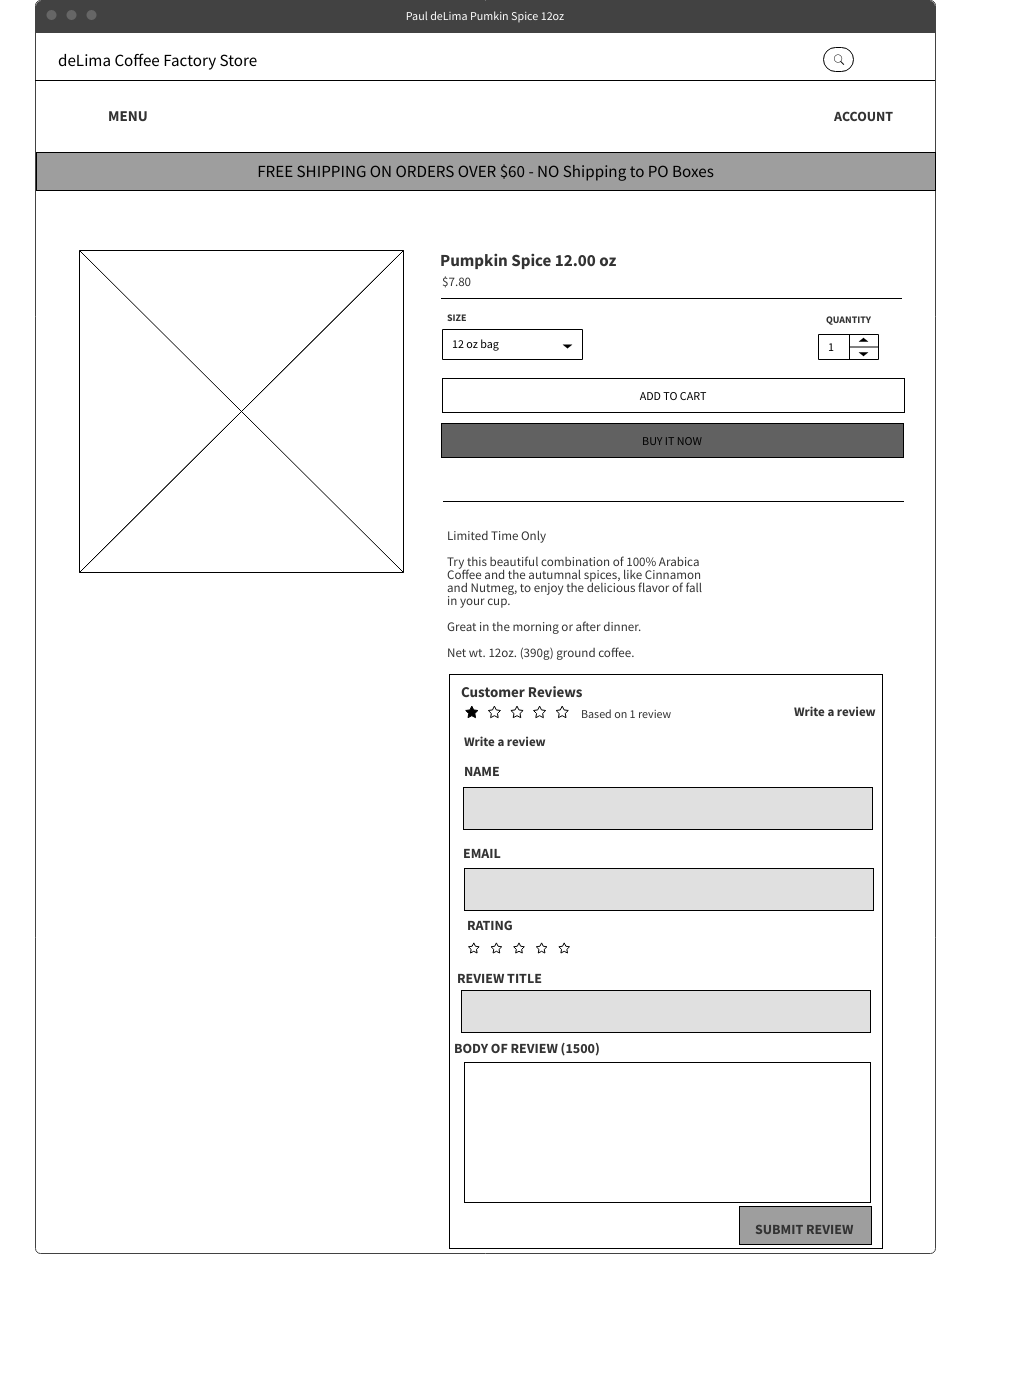 Paul deLima Pumkin Spice 12oz
deLima Coffee Factory Store
MENU
ACCOUNT
FREE SHIPPING ON ORDERS OVER $60 - NO Shipping to PO Boxes
Pumpkin Spice 12.00 oz
$7.80
SIZE
QUANTITY
12 oz bag
1
ADD TO CART
BUY IT NOW
Limited Time Only
Try this beautiful combination of 100% Arabica
Coffee and the autumnal spices, like Cinnamon
and Nutmeg, to enjoy the delicious flavor of fall
in your cup.
Great in the morning or after dinner.
Net wt. 12oz. (390g) ground coffee.
Customer Reviews
Based on 1 review
Write a review
Write a review
NAME
EMAIL
RATING
REVIEW TITLE
BODY OF REVIEW (1500)
SUBMIT REVIEW